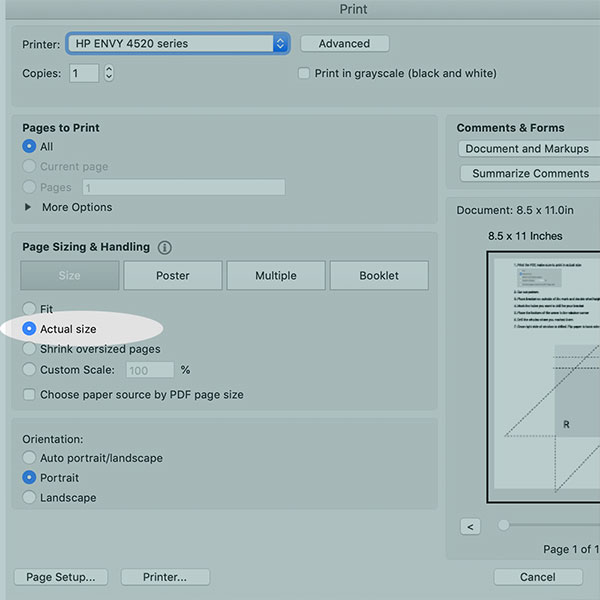 Print
Printer: HP ENVY 4520 series Advanced
Copies: 1 Print in grayscale (black and white)
Pages to Print
All
Current page
Pages 1
More Options
Page Sizing & Handling
Size Poster Multiple Booklet
Fit
Actual size
Shrink oversized pages
Custom Scale: 100 %
Choose paper source by PDF page size
Orientation:
Auto portrait/landscape
Portrait
Landscape
Page Setup... Printer...
Comments & Forms
Document and Markups
Summarize Comments
Document: 8.5 x 11.0in
8.5 x 11 Inches
R
<
Page 1 of 1
Cancel